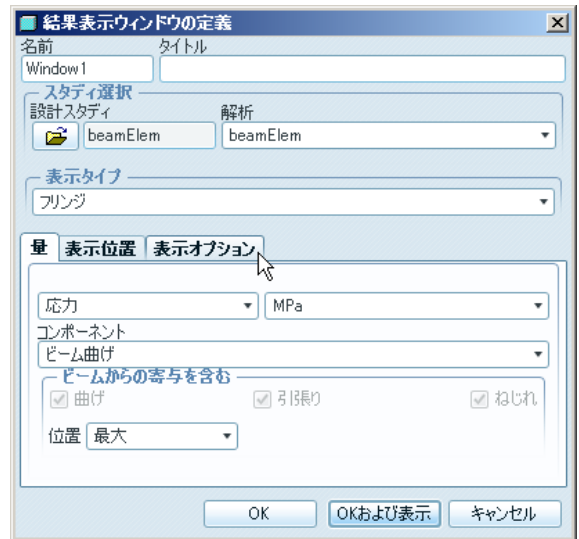 結果表示ウィンドウの定義
名前 タイトル
Window1
スタディ選択
設計スタディ 解析
beamElem beamElem
表示タイプ
フリンジ
量 表示位置 表示オプション
応力 MPa
コンポーネント
ビーム曲げ
ビームからの寄与を含む
曲げ 引張り ねじれ
位置 最大
OK OKおよび表示 キャンセル